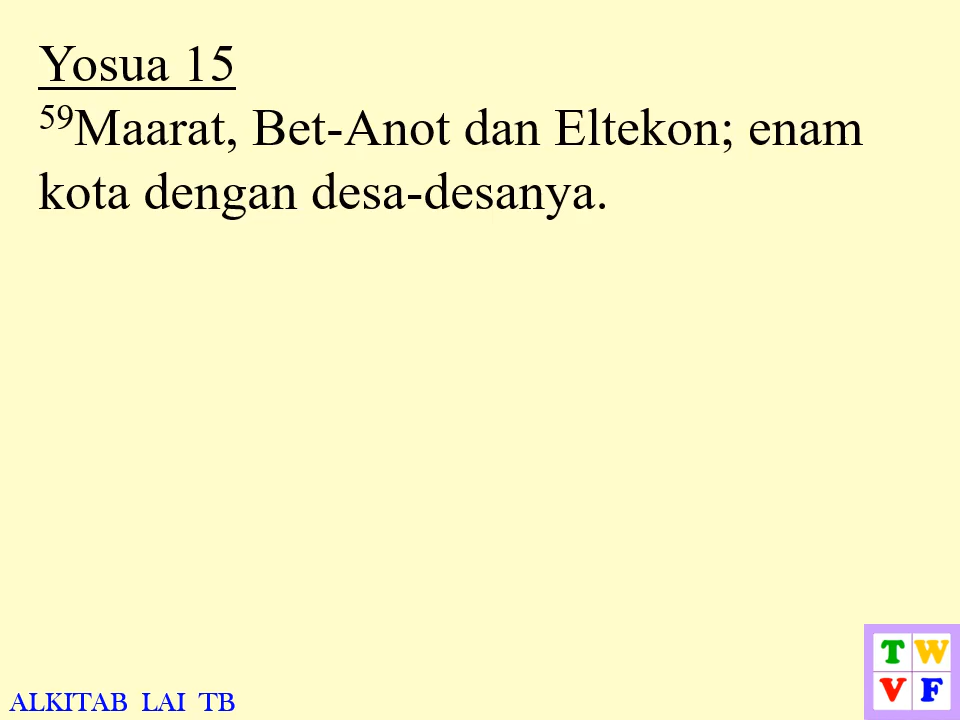 Yosua 15
59Maarat, Bet-Anot dan Eltekon; enam
kota dengan desa-desanya.
ALKITAB LAI TB
T W
V F